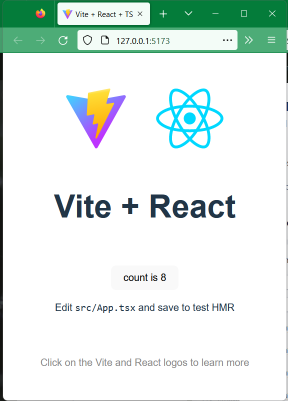 Vite + React + TS
127.0.0.1:5173
Vite + React
count is 8
Edit src/App.tsx and save to test HMR
Click on the Vite and React logos to learn more